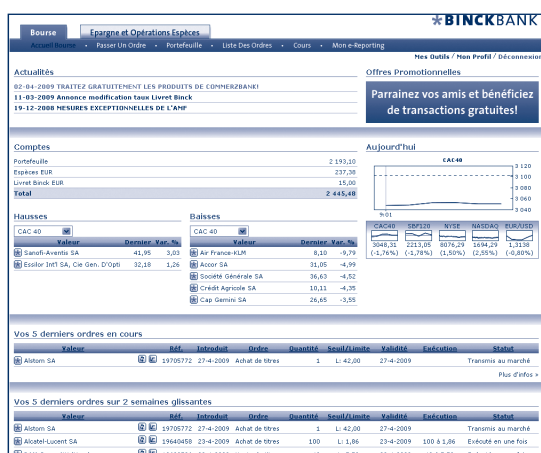 BINCKBANK
Bourse Epargne et Opérations Espèces
Accueil Bourse • Passer Un Ordre • Portefeuille • Liste Des Ordres • Cours • Mon e-Reporting
Mes Outils / Mon Profil / Déconnexion
Actualités
02-04-2009 TRAITEZ GRATUITEMENT LES PRODUITS DE COMMERZBANK!
11-03-2009 Annonce modification taux Livret Binck
19-12-2008 MESURES EXCEPTIONNELLES DE L'AMF
Offres Promotionnelles
Parrainez vos amis et bénéficiez
de transactions gratuites!
Comptes
Portefeuille 2 193,10
Espèces EUR 237,38
Livret Binck EUR 15,00
Total 2 445,48
Aujourd'hui
CAC40
3 120
3 100
3 080
3 060
3 040
9:01
CAC40 SBF120 NYSE NASDAQ EUR/USD
3048,31 2213,05 8076,29 1694,29 1,3138
(-1,76%) (-1,78%) (1,50%) (2,55%) (-0,80%)
Hausses
CAC 40
Valeur Dernier Var. %
Sanofi-Aventis SA 41,95 3,03
Essilor Int'l SA, Cie Gen. D'Opti 32,18 1,26
Baisses
CAC 40
Valeur Dernier Var. %
Air France-KLM 8,10 -9,79
Accor SA 31,05 -4,99
Société Générale SA 36,63 -4,52
Crédit Agricole SA 10,11 -4,35
Cap Gemini SA 26,65 -3,55
Vos 5 derniers ordres en cours
Valeur Réf. Introduit Ordre Quantité Seuil/Limite Validité Exécution Statut
Alstom SA 19705772 27-4-2009 Achat de titres 1 L: 42,00 27-4-2009 Transmis au marché
Plus d'infos >
Vos 5 derniers ordres sur 2 semaines glissantes
Valeur Réf. Introduit Ordre Quantité Seuil/Limite Validité Exécution Statut
Alstom SA 19705772 27-4-2009 Achat de titres 1 L: 42,00 27-4-2009 Transmis au marché
Alcatel-Lucent SA 19640458 23-4-2009 Achat de titres 100 L: 1,86 23-4-2009 100 à 1,86 Exécuté en une fois